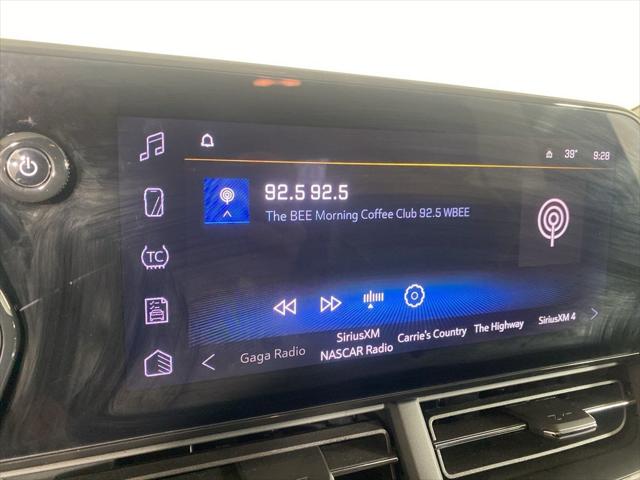 39° 9:28
92.5 92.5
The BEE Morning Coffee Club 92.5 WBEE
TC
Gaga Radio
SiriusXM
NASCAR Radio
Carrie's Country
The Highway
SiriusXM 4